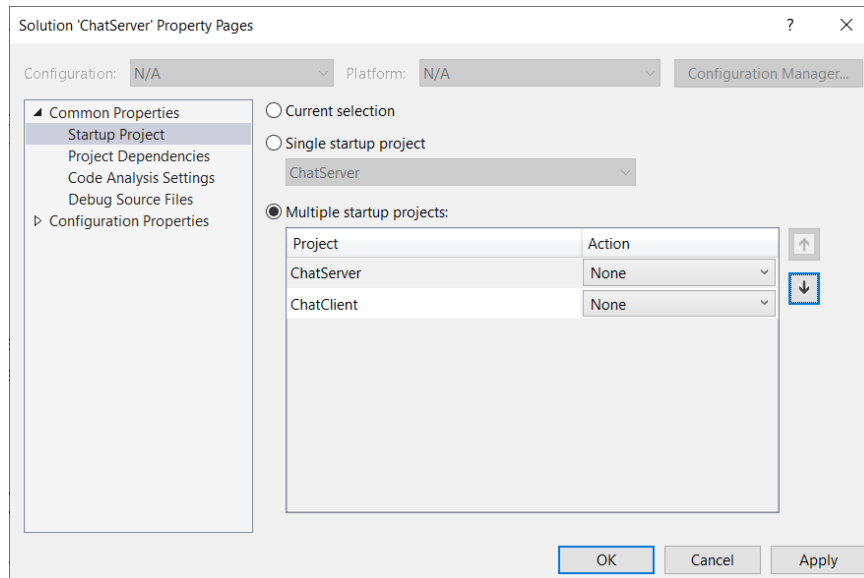 Solution 'ChatServer' Property Pages
Configuration: N/A Platform: N/A Configuration Manager...
Common Properties
Startup Project
Project Dependencies
Code Analysis Settings
Debug Source Files
Configuration Properties
Current selection
Single startup project
ChatServer
Multiple startup projects:
Project Action
ChatServer None
ChatClient None
OK Cancel Apply